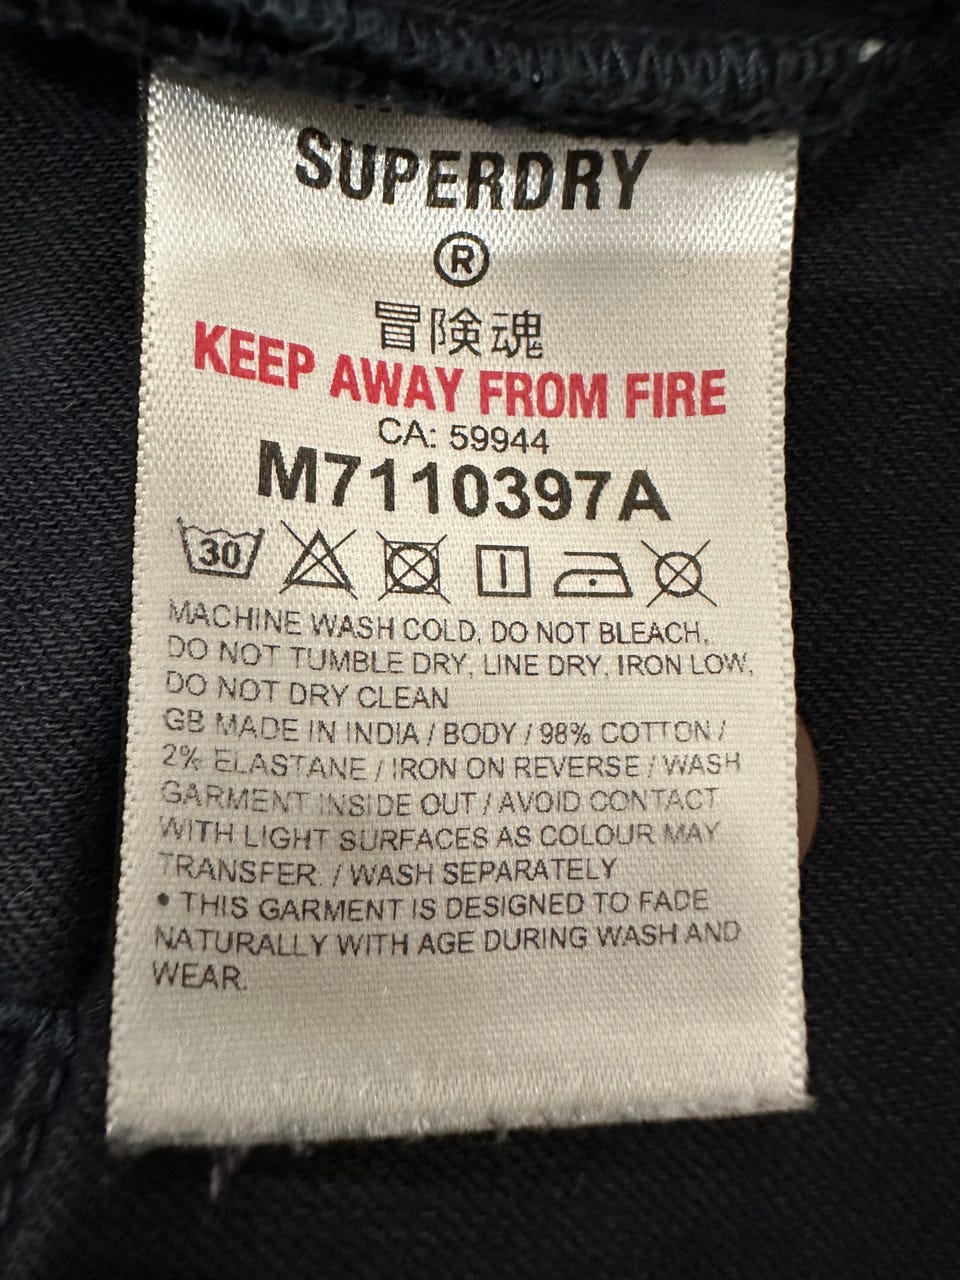 SUPERDRY
®
冒険魂
KEEP AWAY FROM FIRE
CA: 59944
M7110397A
30
MACHINE WASH COLD, DO NOT BLEACH,
DO NOT TUMBLE DRY, LINE DRY, IRON LOW,
DO NOT DRY CLEAN
GB MADE IN INDIA / BODY / 98% COTTON /
2% ELASTANE / IRON ON REVERSE / WASH
GARMENT INSIDE OUT / AVOID CONTACT
WITH LIGHT SURFACES AS COLOUR MAY
TRANSFER. / WASH SEPARATELY
• THIS GARMENT IS DESIGNED TO FADE
NATURALLY WITH AGE DURING WASH AND
WEAR.